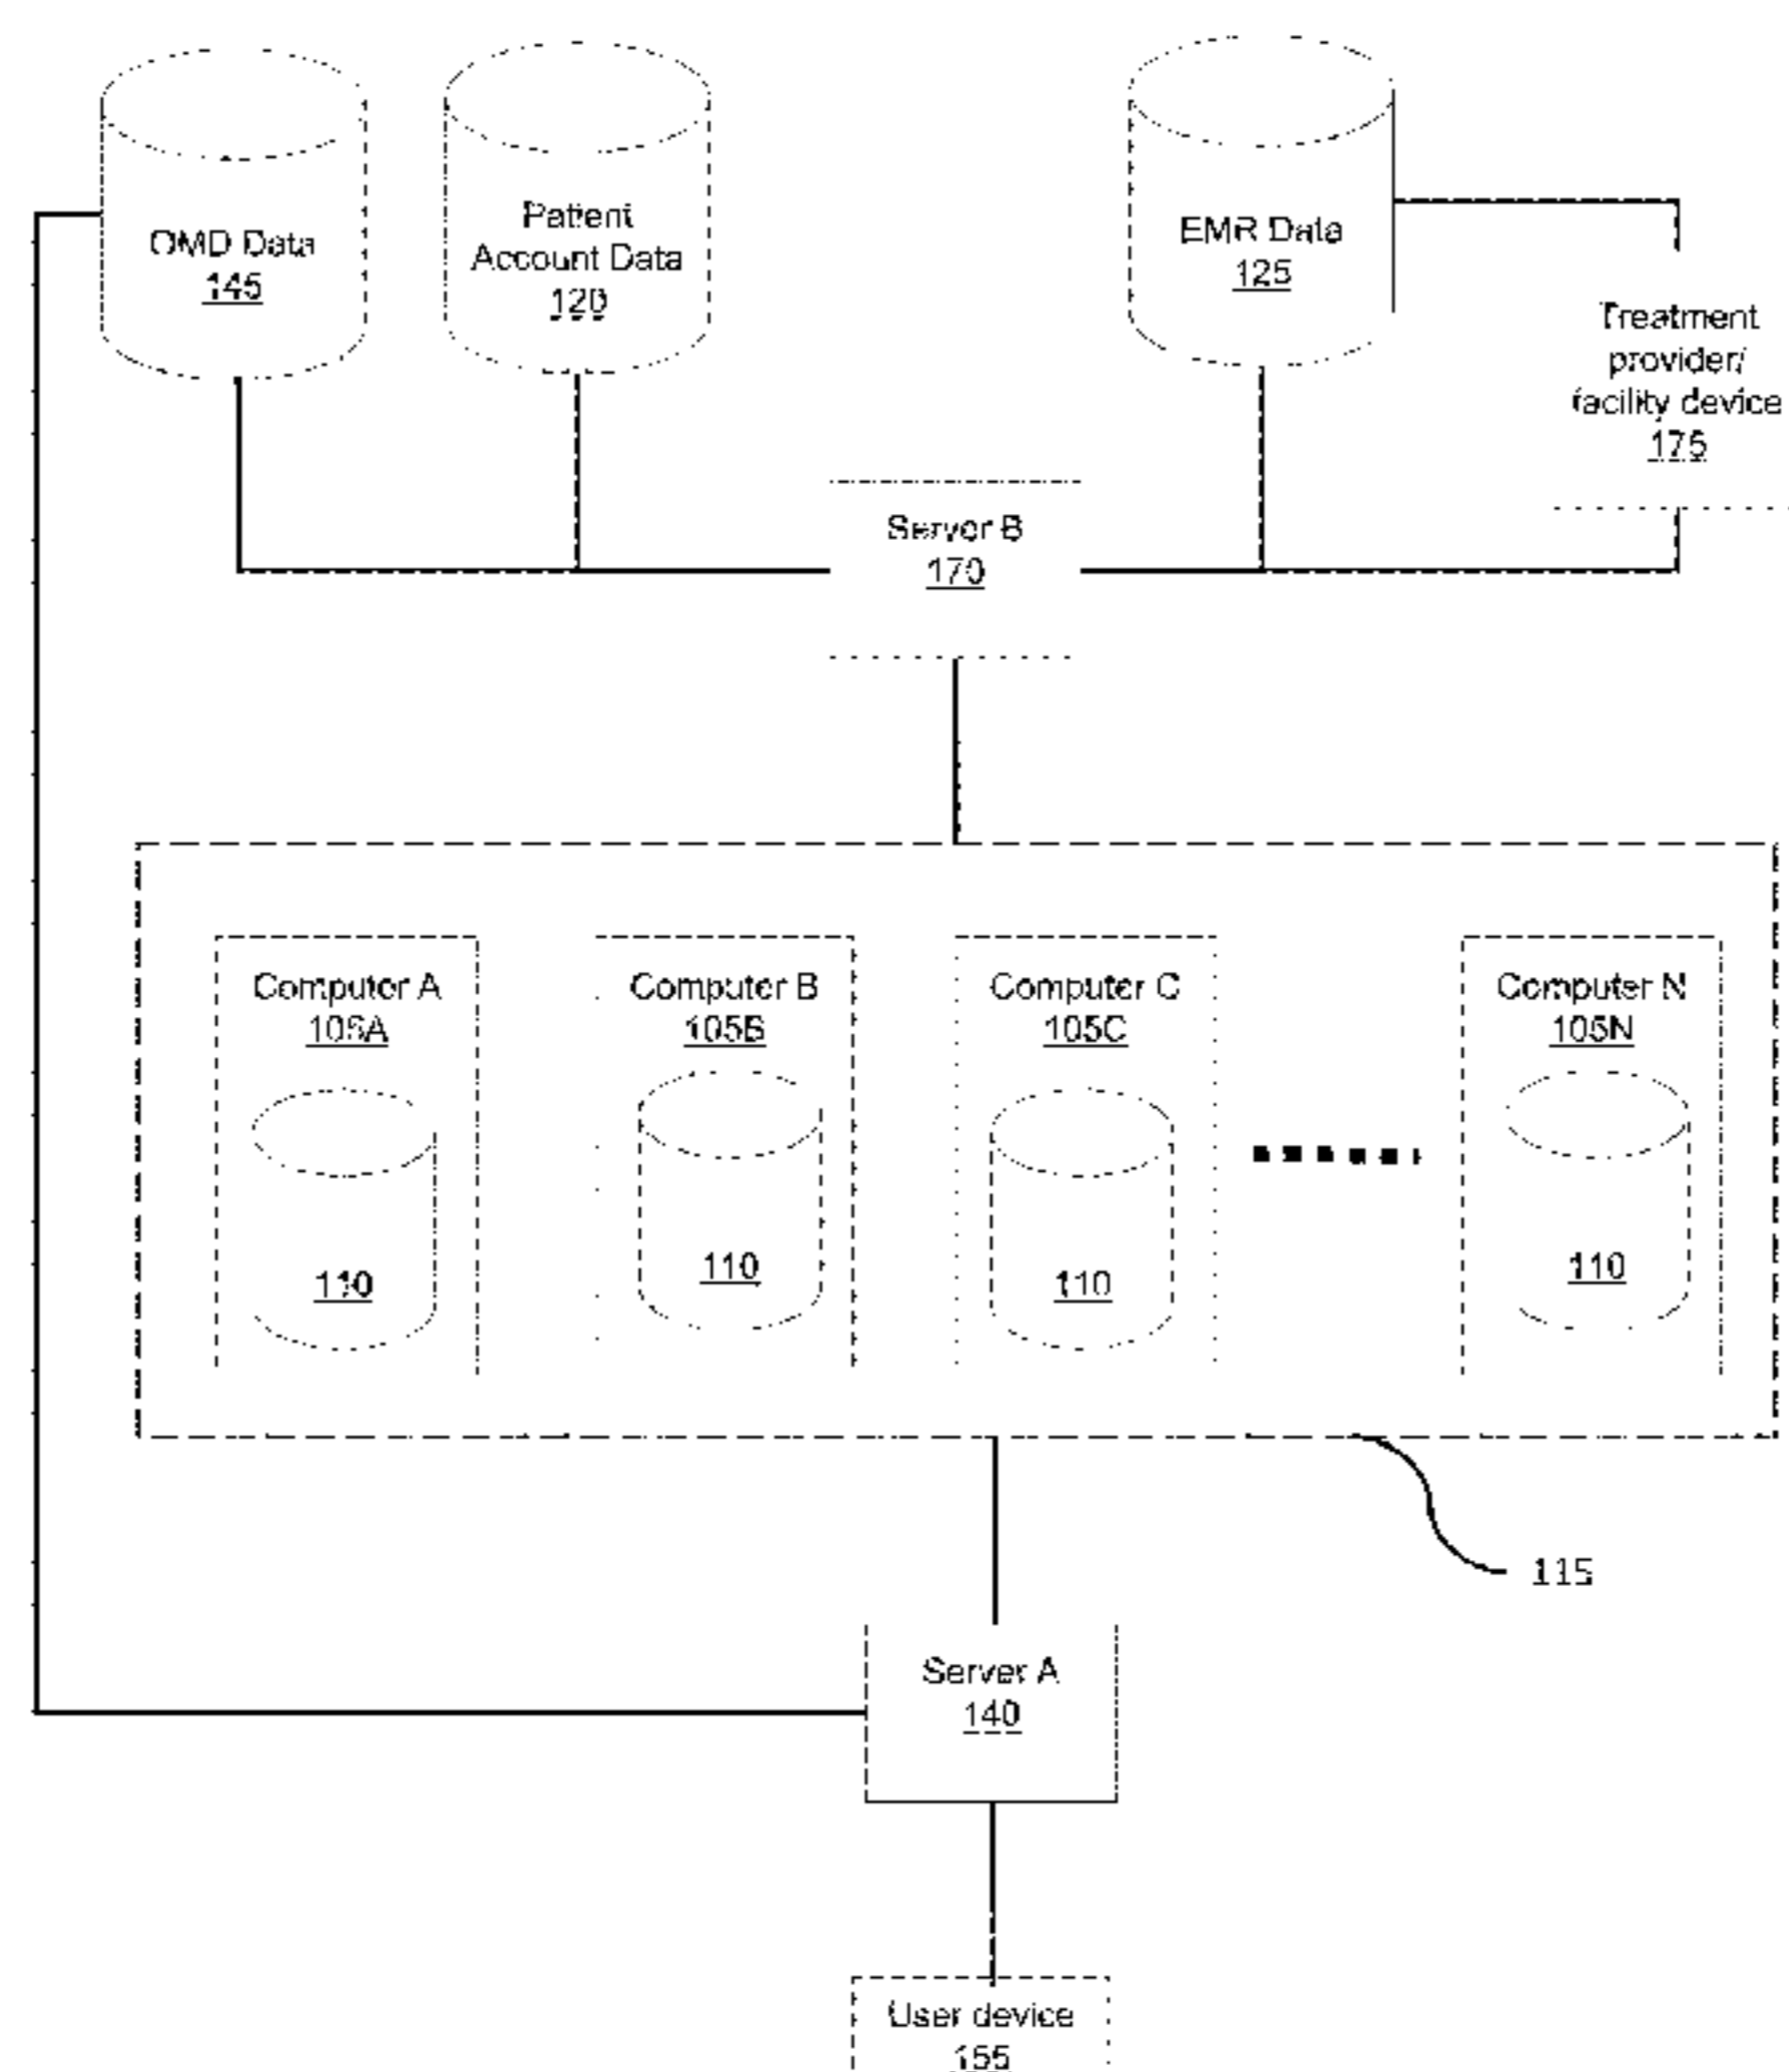 OMD Data
145
Patient
Account Data
120
EMR Data
125
Treatment
provider/
facility device
175
Server B
170
Computer A
105A
110
Computer B
105B
110
Computer C
105C
110
Computer N
105N
110
115
Server A
140
User device
155